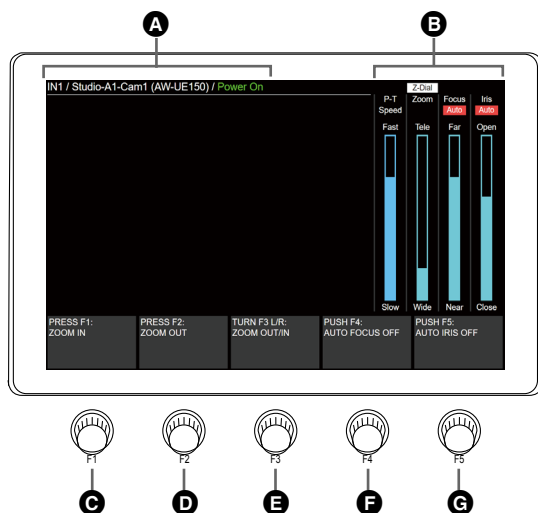 A
B
IN1 / Studio-A1-Cam1 (AW-UE150) / Power On
Z-Dial
P-T Speed
Zoom
Focus
Iris
Auto
Auto
Fast
Tele
Far
Open
Slow
Wide
Near
Close
PRESS F1:
ZOOM IN
PRESS F2:
ZOOM OUT
TURN F3 L/R:
ZOOM OUT/IN
PUSH F4:
AUTO FOCUS OFF
PUSH F5:
AUTO IRIS OFF
F1
F2
F3
F4
F5
C
D
E
F
G